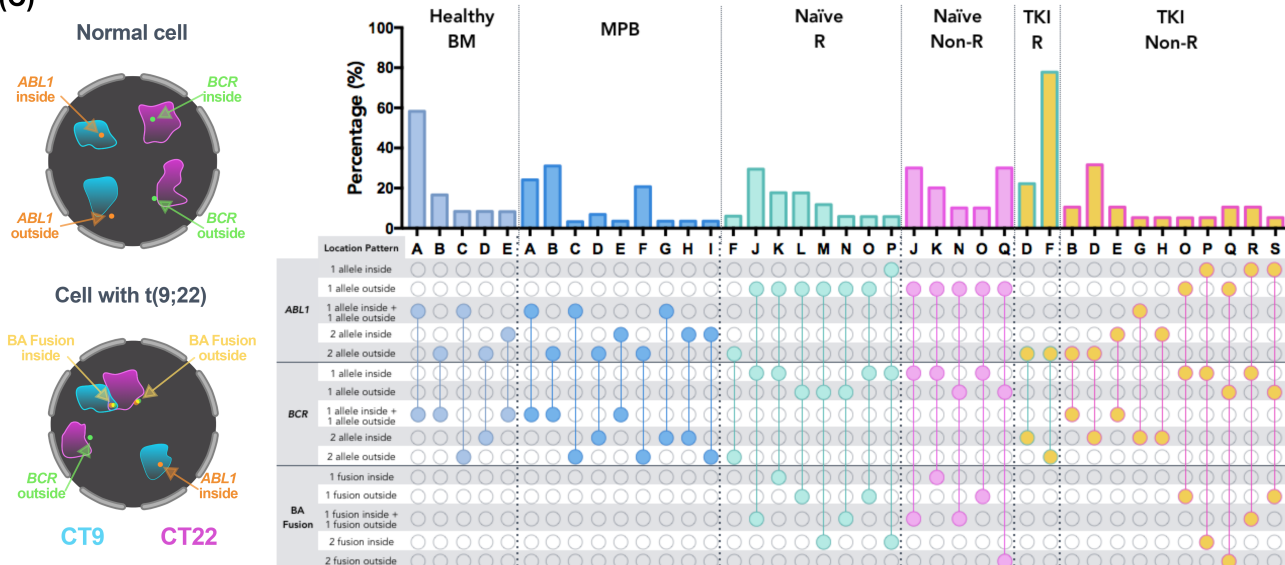 (C)
Normal cell
ABL1
inside
BCR
inside
ABL1
outside
BCR
outside
Cell with t(9;22)
BA Fusion
inside
BA Fusion
outside
BCR
outside
ABL1
inside
CT9
CT22
Healthy
BM
MPB
Naïve
R
Naïve
Non-R
TKI
R
TKI
Non-R
Percentage (%)
100
80
60
40
20
0
Location Pattern
A B C D E A B C D E F G H I F J K L M N O P J K N O Q D F B D E G H O P Q R S
ABL1
1 allele inside
1 allele outside
1 allele inside +
1 allele outside
2 allele inside
2 allele outside
BCR
1 allele inside
1 allele outside
1 allele inside +
1 allele outside
2 allele inside
2 allele outside
BA
Fusion
1 fusion inside
1 fusion outside
1 fusion inside +
1 fusion outside
2 fusion inside
2 fusion outside